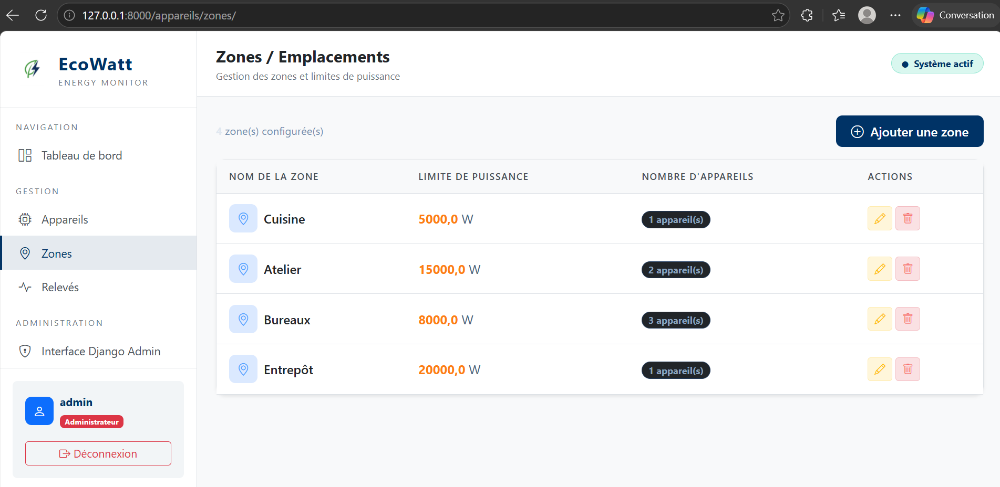 127.0.0.1:8000/appareils/zones/
Conversation
EcoWatt
ENERGY MONITOR
NAVIGATION
Tableau de bord
GESTION
Appareils
Zones
Relevés
ADMINISTRATION
Interface Django Admin
admin
Administrateur
Déconnexion
Zones / Emplacements
Gestion des zones et limites de puissance
Système actif
4 zone(s) configurée(s)
Ajouter une zone
NOM DE LA ZONE LIMITE DE PUISSANCE NOMBRE D'APPAREILS ACTIONS
Cuisine 5000,0 W 1 appareil(s)
Atelier 15000,0 W 2 appareil(s)
Bureaux 8000,0 W 3 appareil(s)
Entrepôt 20000,0 W 1 appareil(s)